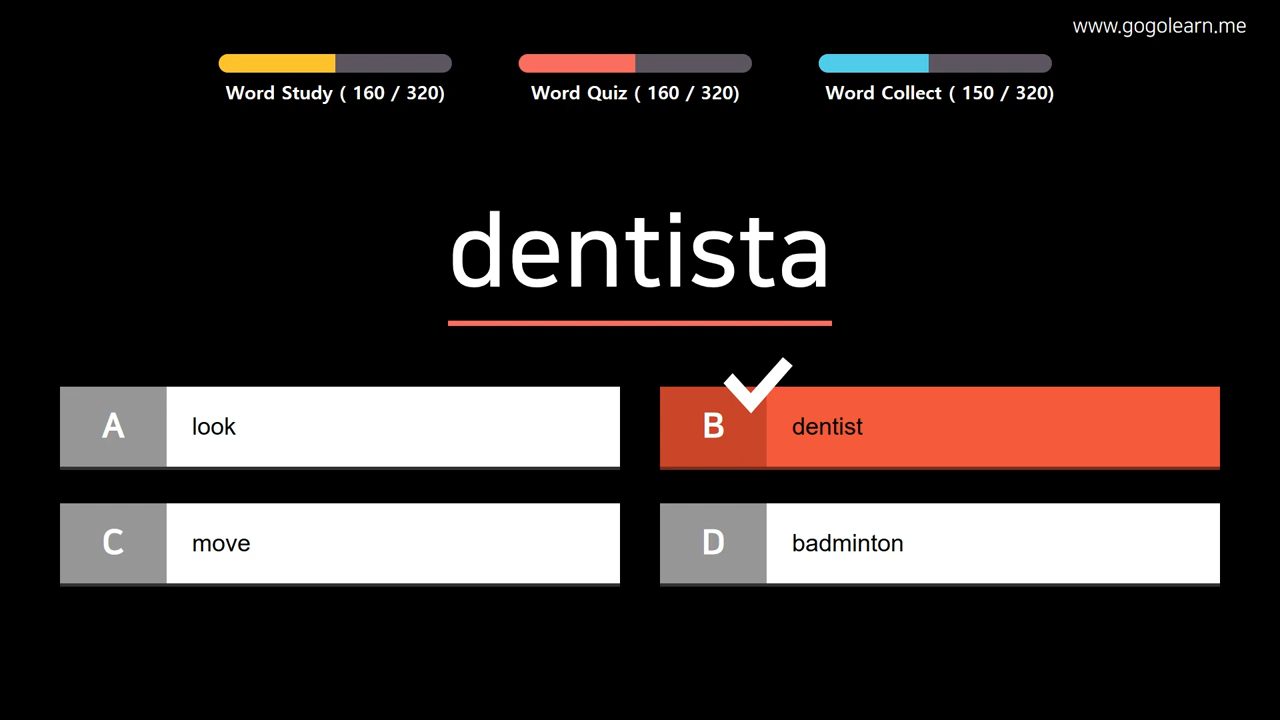 www.gogolearn.me
Word Study ( 160 / 320)
Word Quiz ( 160 / 320)
Word Collect ( 150 / 320)
dentista
A look
B dentist
C move
D badminton